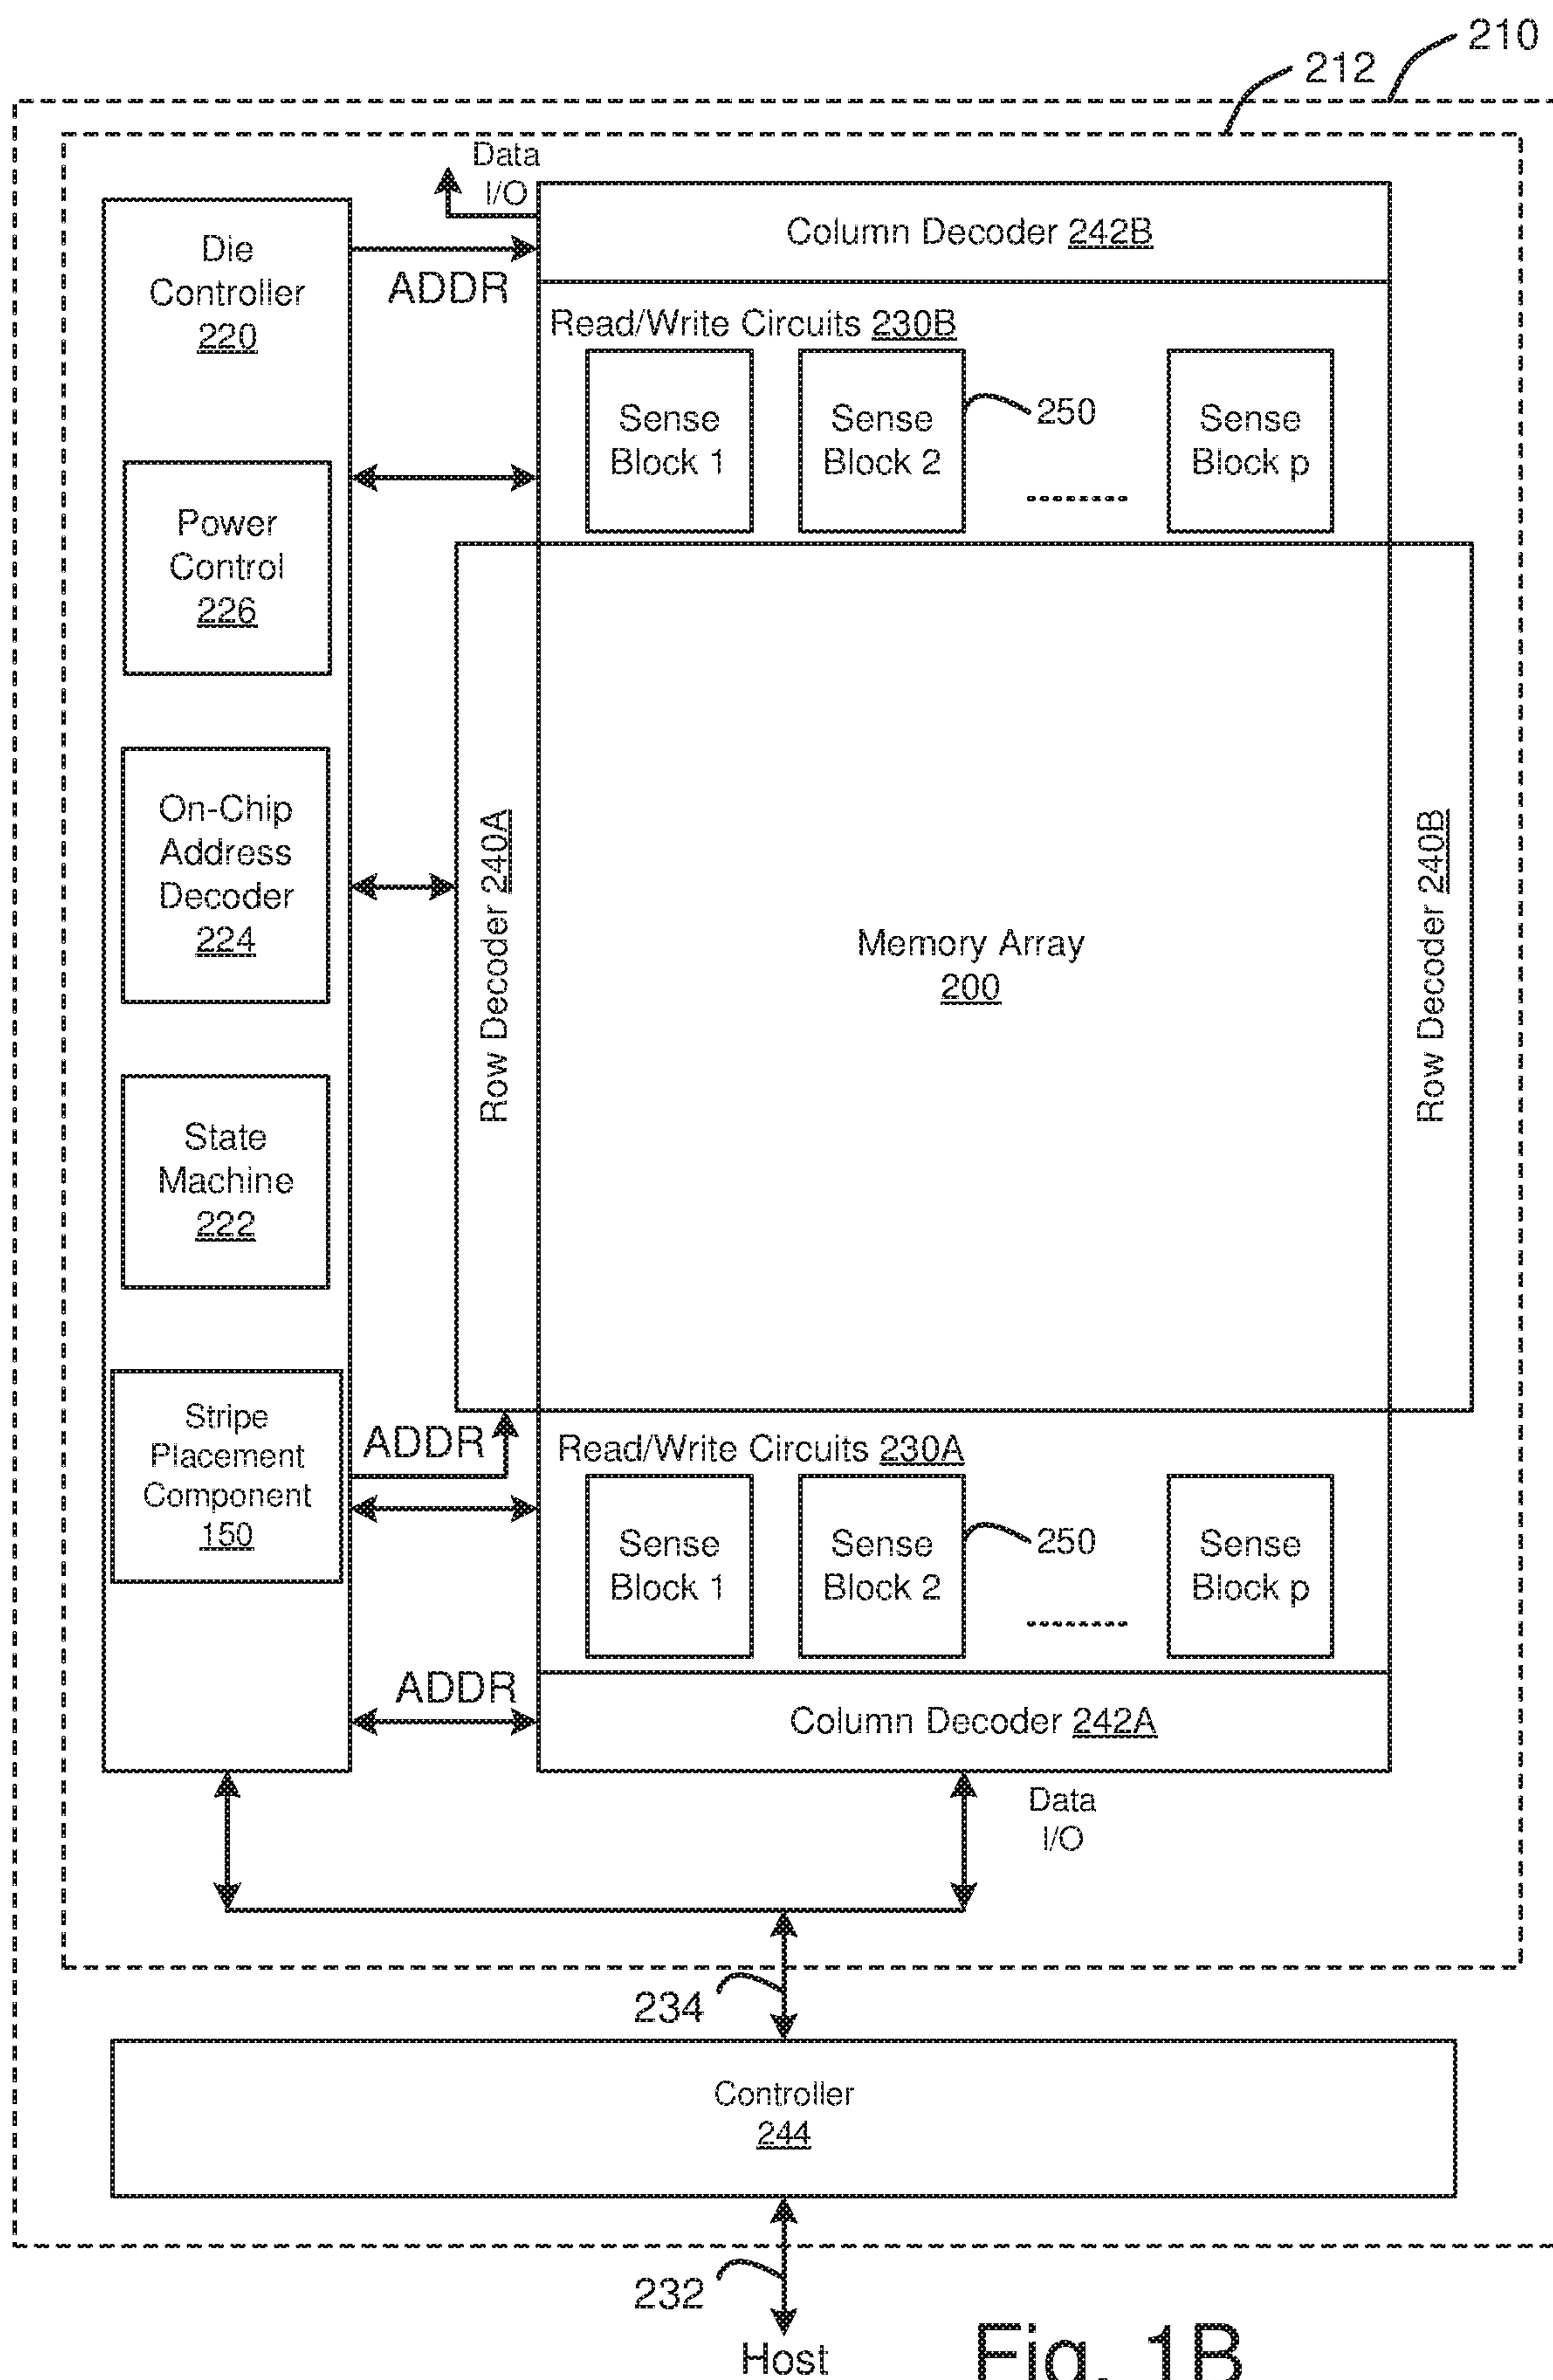 210
212
Data
I/O
Column Decoder 242B
Die
Controller
220
ADDR
Read/Write Circuits 230B
Sense
Block 1
Sense
Block 2
250
Sense
Block p
........
Power
Control
226
On-Chip
Address
Decoder
224
Row Decoder 240A
Memory Array
200
Row Decoder 240B
State
Machine
222
Stripe
Placement
Component
150
ADDR
Read/Write Circuits 230A
Sense
Block 1
Sense
Block 2
250
Sense
Block p
........
ADDR
Column Decoder 242A
Data
I/O
234
Controller
244
232
Host
Fig. 1B